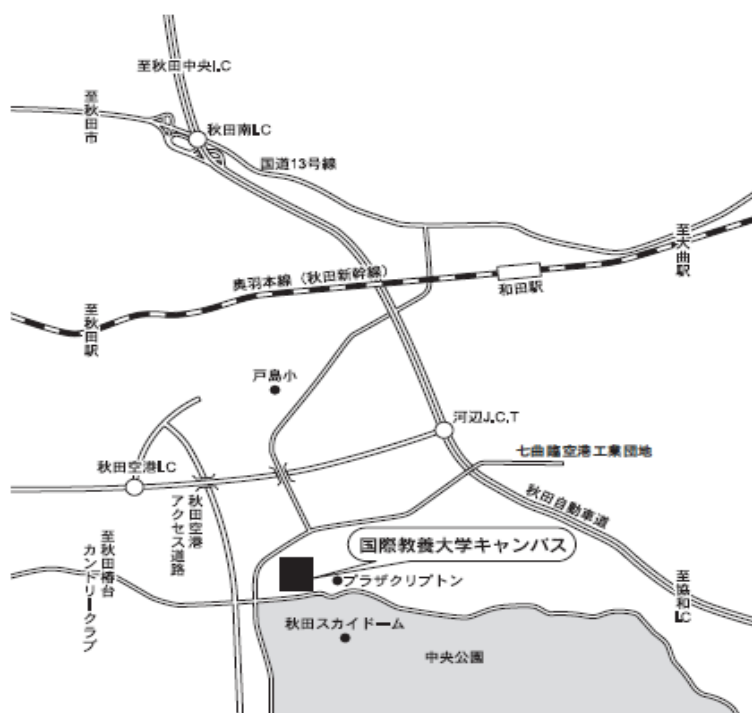 至秋田中央I.C
至秋田市
秋田南I.C
国道13号線
至大曲駅
奥羽本線（秋田新幹線）
和田駅
至秋田駅
戸島小
河辺J.C.T
七曲臨空港工業団地
秋田空港I.C
秋田空港
アクセス道路
秋田自動車道
至秋田椿台
カントリークラブ
国際教養大学キャンパス
プラザクリプトン
至協和I.C
秋田スカイドーム
中央公園